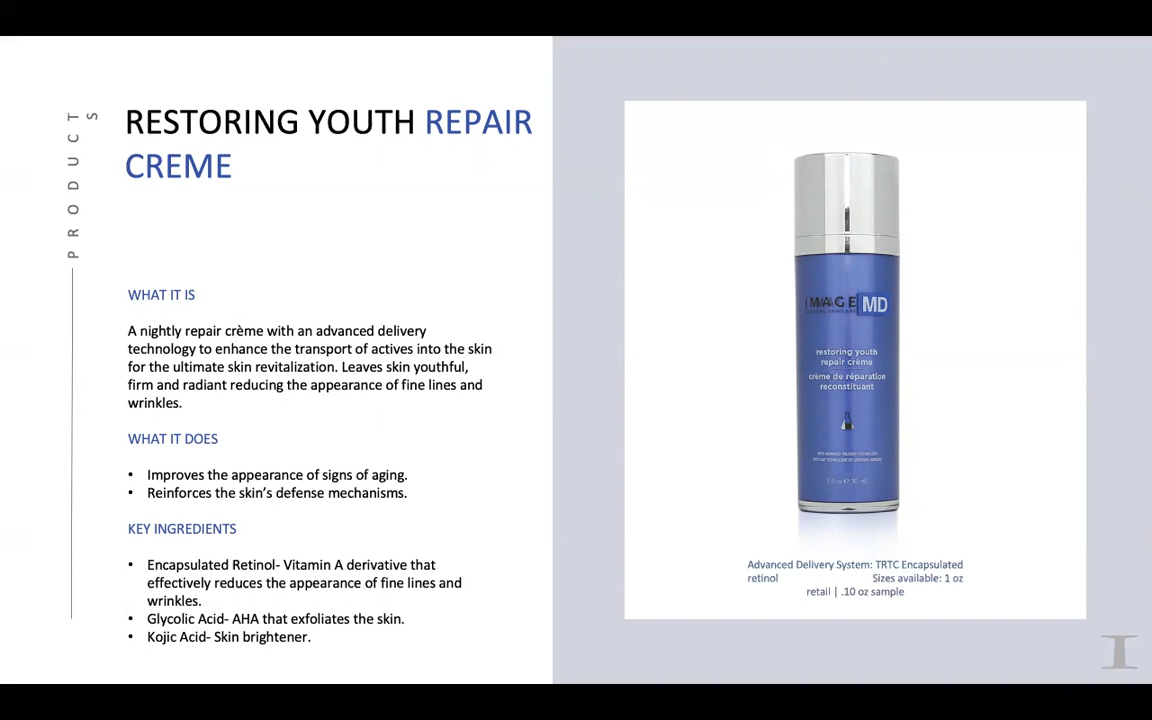 PRODUCTS
RESTORING YOUTH REPAIR
CREME
WHAT IT IS
A nightly repair crème with an advanced delivery
technology to enhance the transport of actives into the skin
for the ultimate skin revitalization. Leaves skin youthful,
firm and radiant reducing the appearance of fine lines and
wrinkles.
WHAT IT DOES
• Improves the appearance of signs of aging.
• Reinforces the skin's defense mechanisms.
KEY INGREDIENTS
• Encapsulated Retinol- Vitamin A derivative that
effectively reduces the appearance of fine lines and
wrinkles.
• Glycolic Acid- AHA that exfoliates the skin.
• Kojic Acid- Skin brightener.
IMAGE MD
restoring youth
repair crème
crème de réparation
reconstituant
Advanced Delivery System: TRTC Encapsulated
retinol Sizes available: 1 oz
retail | .10 oz sample
I